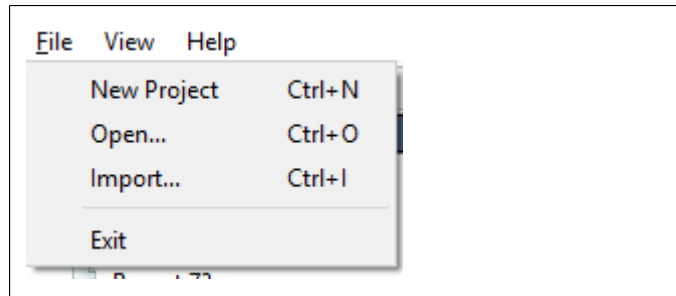 File View Help
New Project Ctrl+N
Open... Ctrl+O
Import... Ctrl+I
Exit